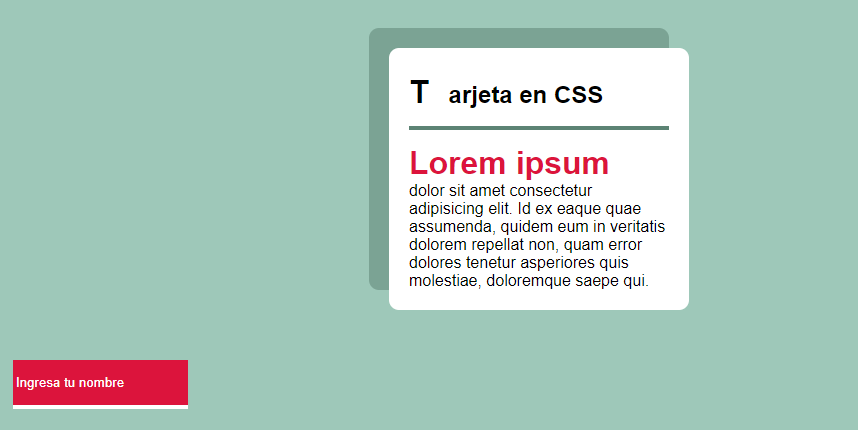 Tarjeta en CSS
Lorem ipsum
dolor sit amet consectetur
adipisicing elit. Id ex eaque quae
assumenda, quidem eum in veritatis
dolorem repellat non, quam error
dolores tenetur asperiores quis
molestiae, doloremque saepe qui.
Ingresa tu nombre